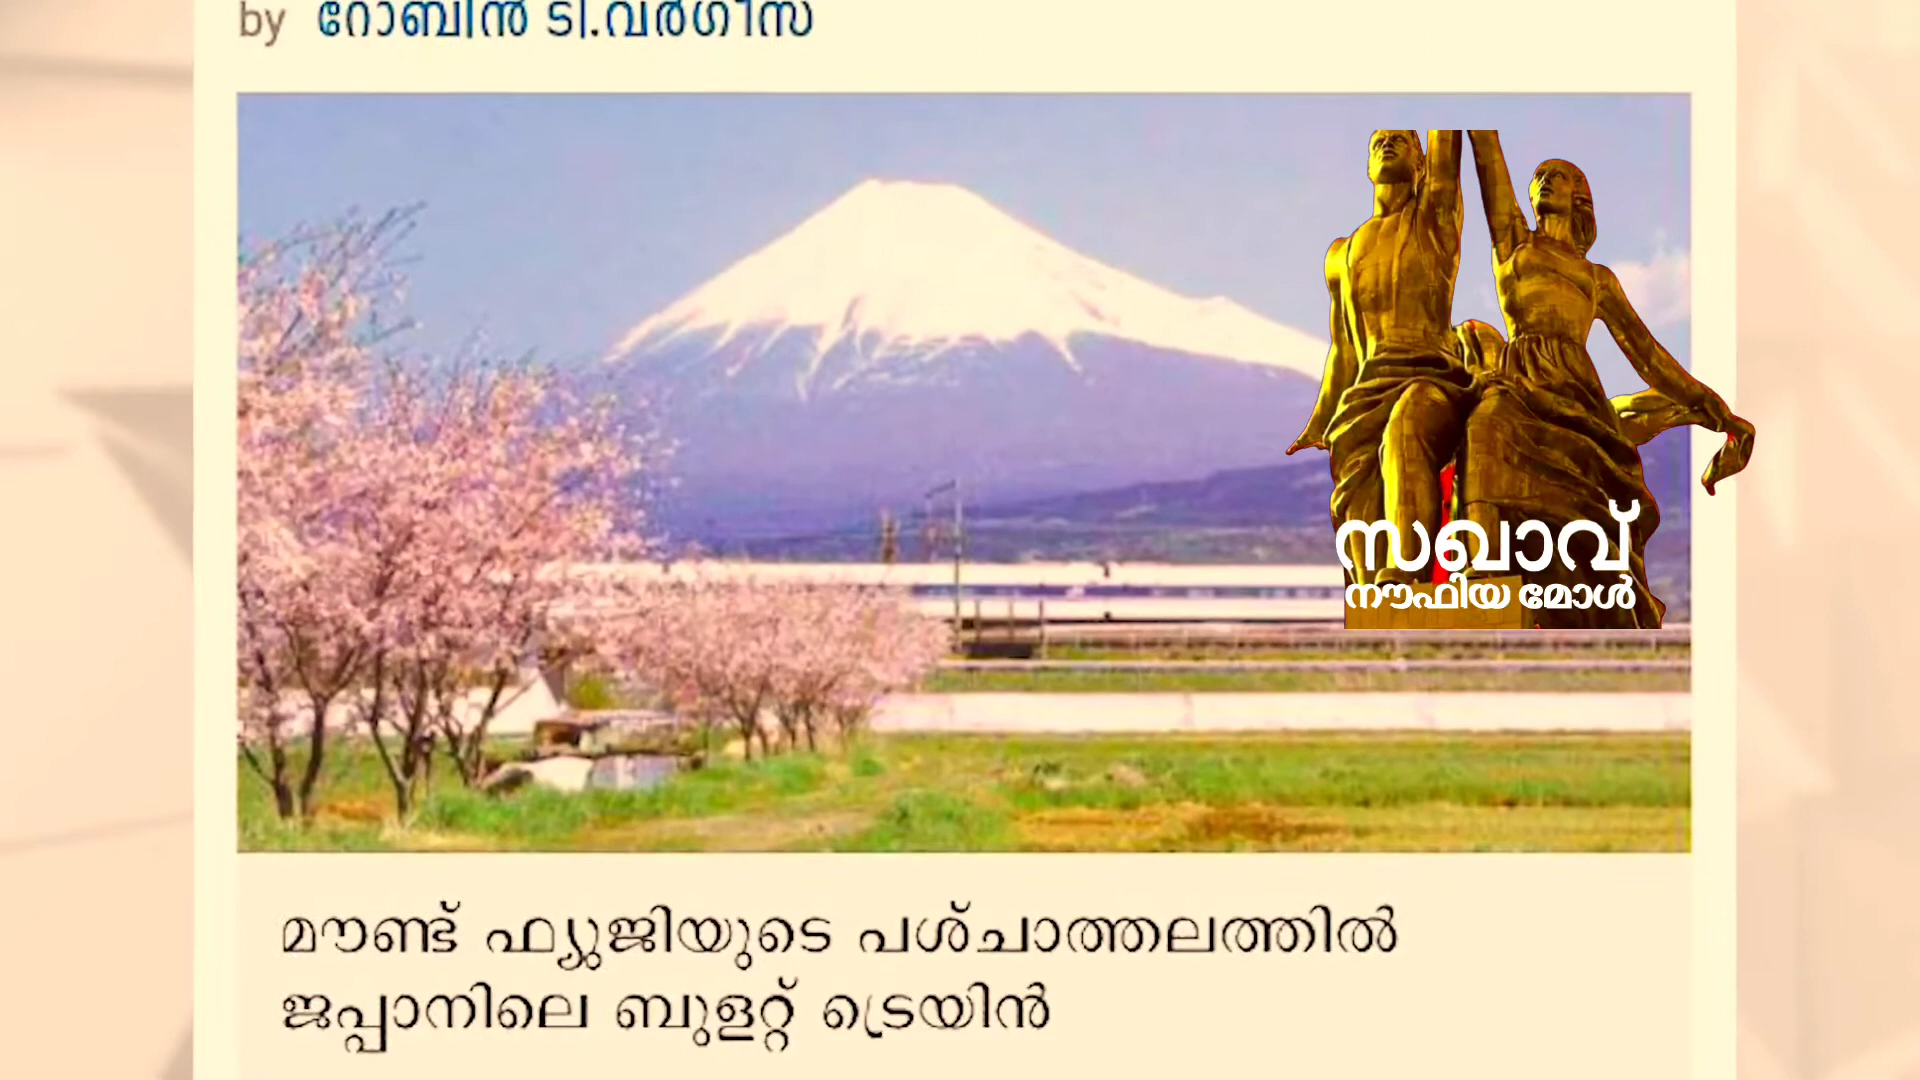 by റോബിൻ ടി.വർഗീസ്
സഖാവ്
നൗഫിയ മോൾ
മൗണ്ട് ഫ്യുജിയുടെ പശ്ചാത്തലത്തിൽ
ജപ്പാനിലെ ബുളറ്റ് ട്രെയിൻ